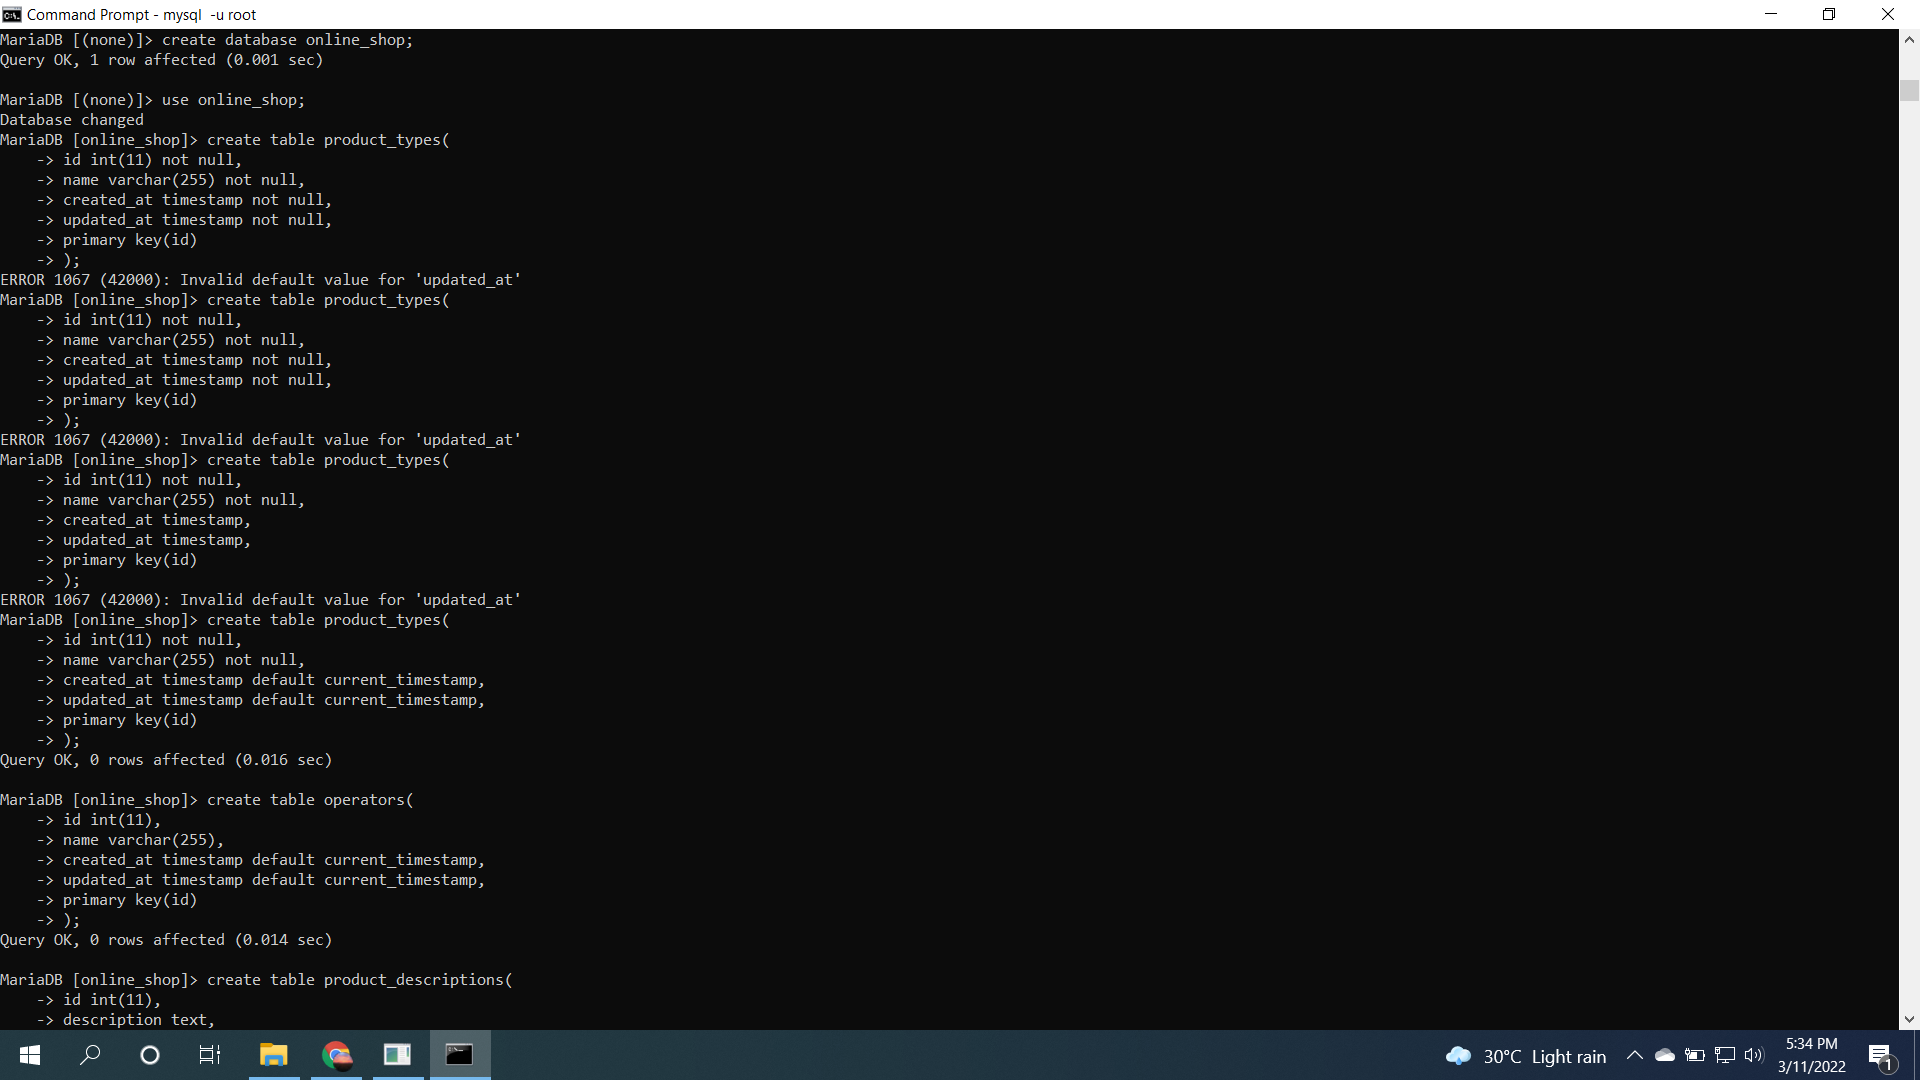 Command Prompt - mysql  -u root
MariaDB [(none)]> create database online_shop;
Query OK, 1 row affected (0.001 sec)

MariaDB [(none)]> use online_shop;
Database changed
MariaDB [online_shop]> create table product_types(
    -> id int(11) not null,
    -> name varchar(255) not null,
    -> created_at timestamp not null,
    -> updated_at timestamp not null,
    -> primary key(id)
    -> );
ERROR 1067 (42000): Invalid default value for 'updated_at'
MariaDB [online_shop]> create table product_types(
    -> id int(11) not null,
    -> name varchar(255) not null,
    -> created_at timestamp not null,
    -> updated_at timestamp not null,
    -> primary key(id)
    -> );
ERROR 1067 (42000): Invalid default value for 'updated_at'
MariaDB [online_shop]> create table product_types(
    -> id int(11) not null,
    -> name varchar(255) not null,
    -> created_at timestamp,
    -> updated_at timestamp,
    -> primary key(id)
    -> );
ERROR 1067 (42000): Invalid default value for 'updated_at'
MariaDB [online_shop]> create table product_types(
    -> id int(11) not null,
    -> name varchar(255) not null,
    -> created_at timestamp default current_timestamp,
    -> updated_at timestamp default current_timestamp,
    -> primary key(id)
    -> );
Query OK, 0 rows affected (0.016 sec)

MariaDB [online_shop]> create table operators(
    -> id int(11),
    -> name varchar(255),
    -> created_at timestamp default current_timestamp,
    -> updated_at timestamp default current_timestamp,
    -> primary key(id)
    -> );
Query OK, 0 rows affected (0.014 sec)

MariaDB [online_shop]> create table product_descriptions(
    -> id int(11),
    -> description text,
30°C Light rain
5:34 PM
3/11/2022
1